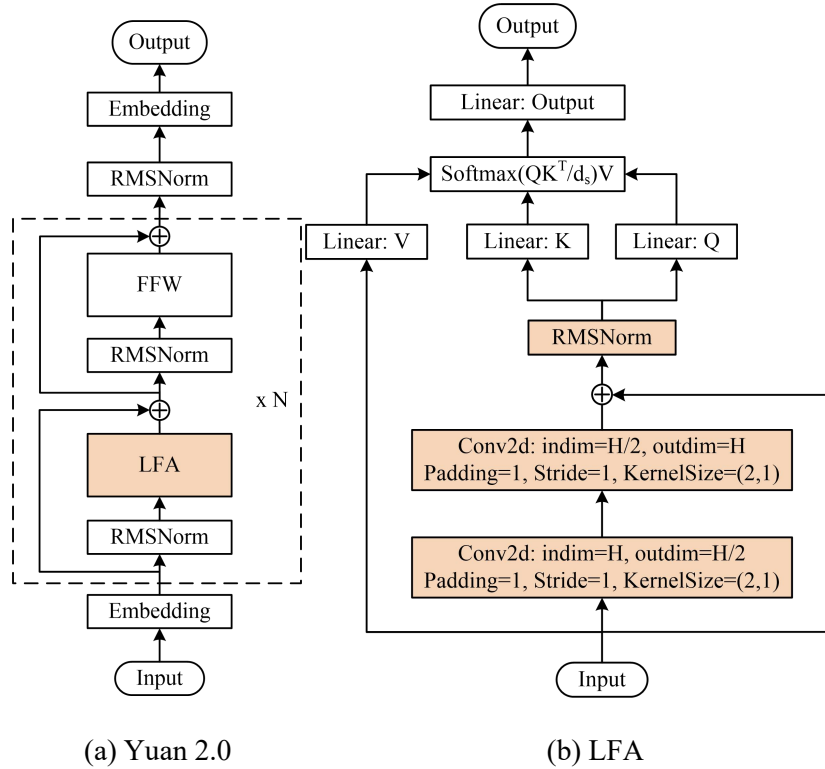 Output
Embedding
RMSNorm
FFW
RMSNorm
x N
LFA
RMSNorm
Embedding
Input
(a) Yuan 2.0
Output
Linear: Output
Softmax(QKᵀ/dₛ)V
Linear: V
Linear: K
Linear: Q
RMSNorm
Conv2d: indim=H/2, outdim=H
Padding=1, Stride=1, KernelSize=(2,1)
Conv2d: indim=H, outdim=H/2
Padding=1, Stride=1, KernelSize=(2,1)
Input
(b) LFA